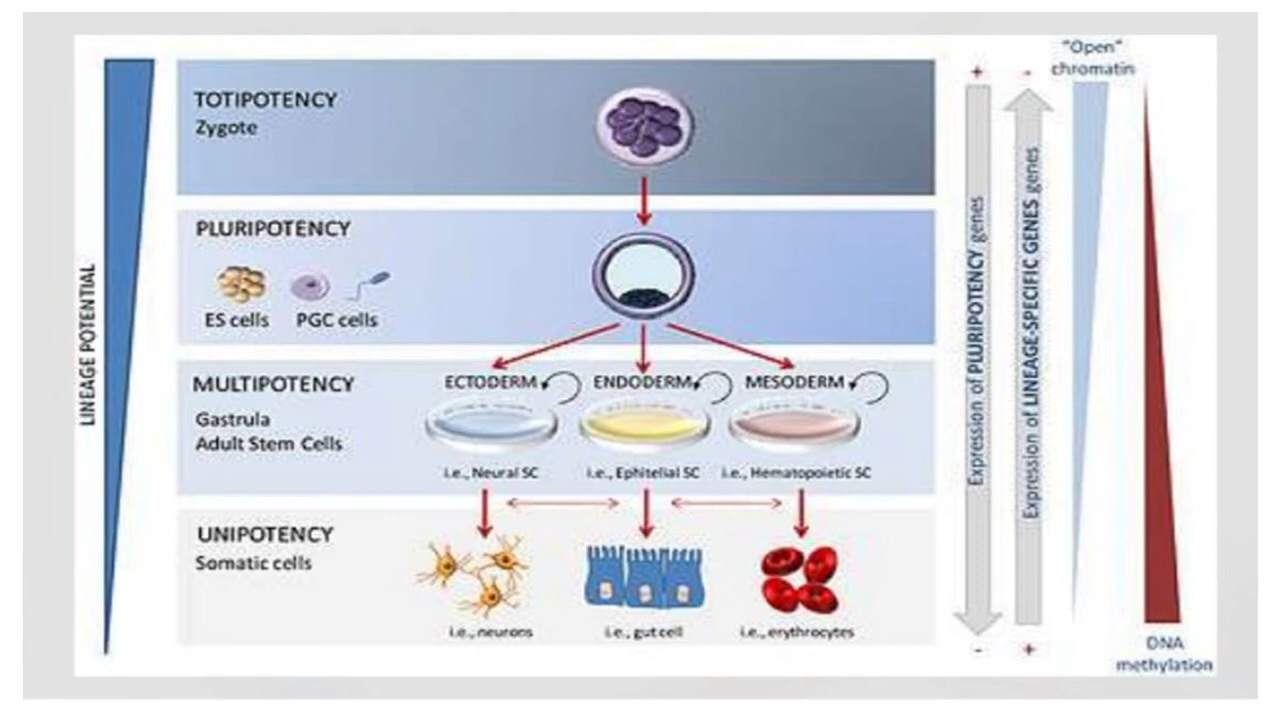 LINEAGE POTENTIAL
TOTIPOTENCY
Zygote
PLURIPOTENCY
ES cells
PGC cells
MULTIPOTENCY
Gastrula
Adult Stem Cells
ECTODERM
ENDODERM
MESODERM
i.e., Neural SC
i.e., Ephitelial SC
i.e., Hematopoietic SC
UNIPOTENCY
Somatic cells
i.e., neurons
i.e., gut cell
i.e., erythrocytes
+
-
Expression of PLURIPOTENCY genes
Expression of LINEAGE-SPECIFIC GENES genes
-
+
"Open"
chromatin
DNA
methylation